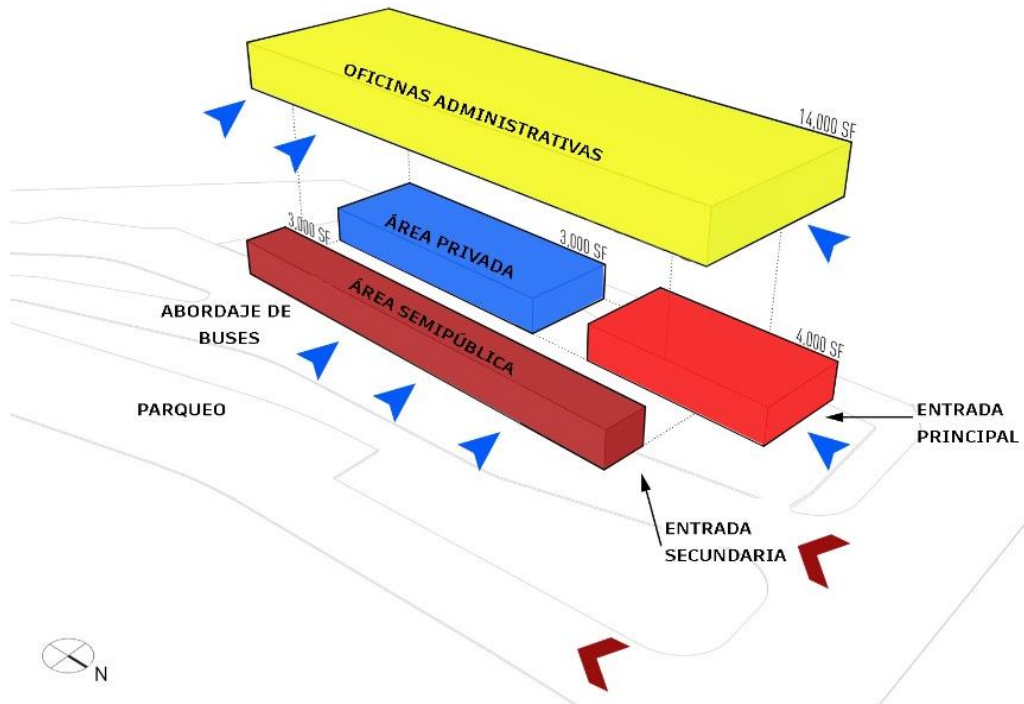 OFICINAS ADMINISTRATIVAS
14,000 SF
3,000 SF
ÁREA PRIVADA
3,000 SF
ÁREA SEMIPÚBLICA
4,000 SF
ABORDAJE DE
BUSES
PARQUEO
ENTRADA
PRINCIPAL
ENTRADA
SECUNDARIA
N